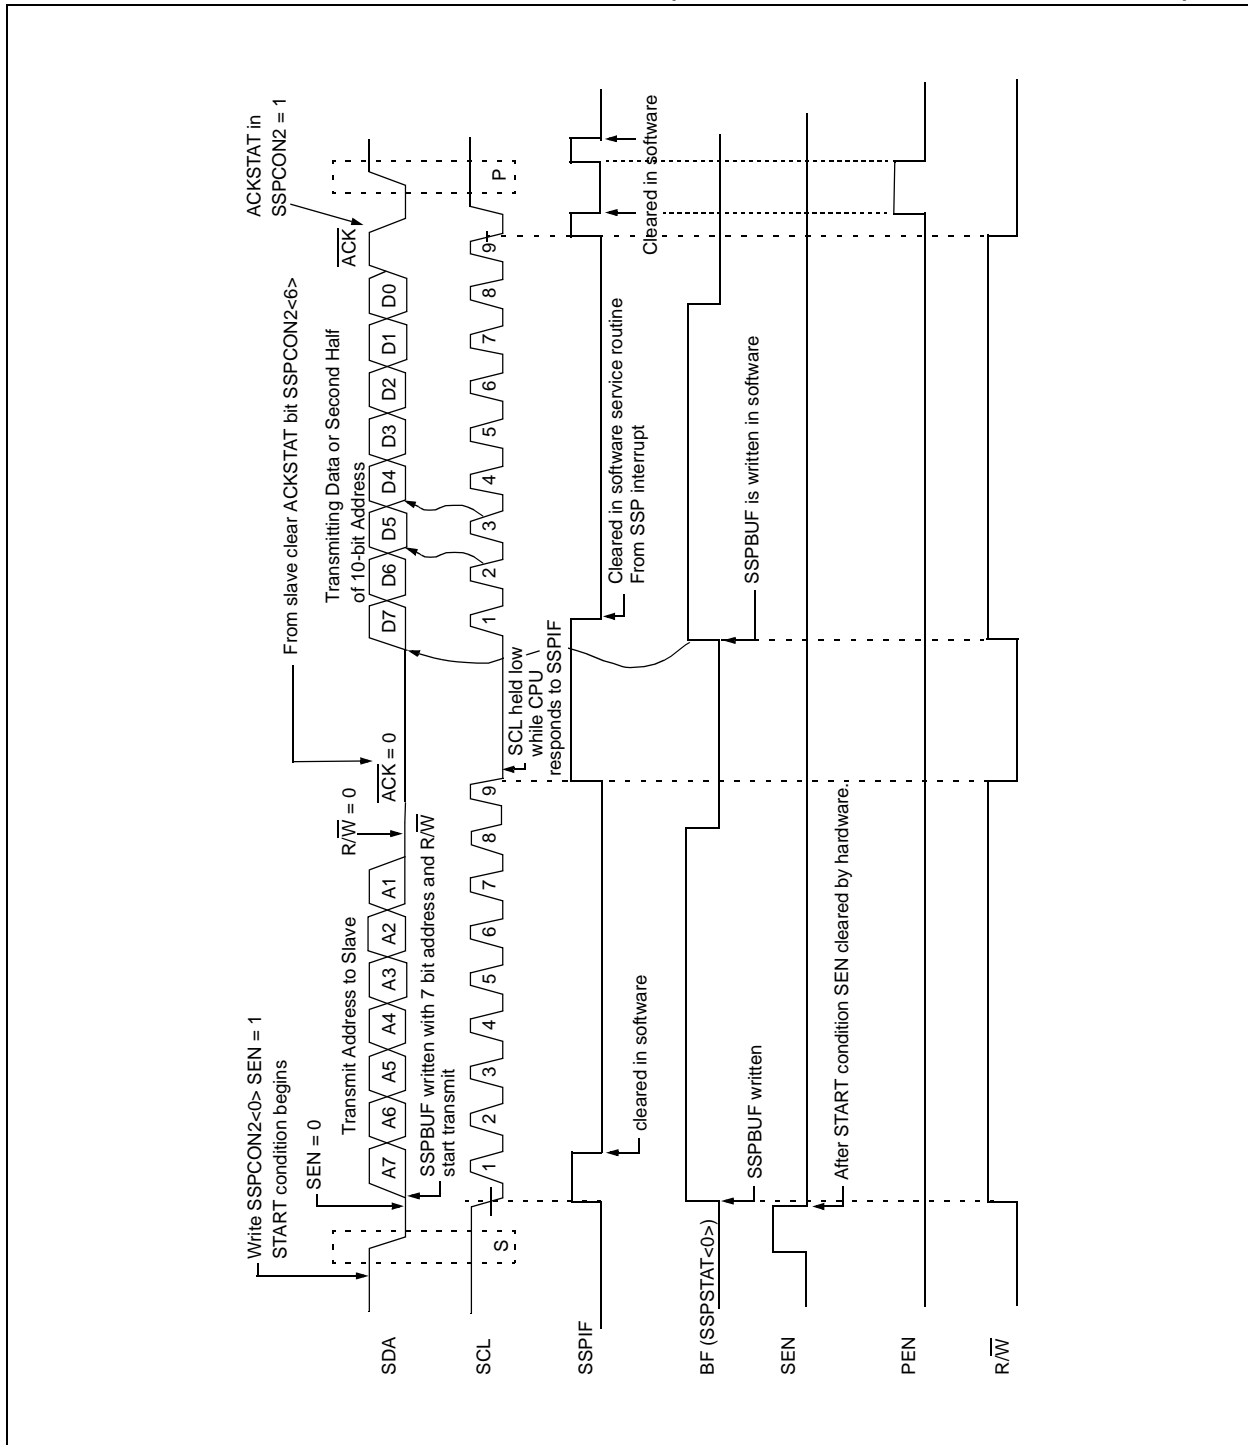 Write SSPCON2<0> SEN = 1
START condition begins
SEN = 0
Transmit Address to Slave
R/W = 0
From slave clear ACKSTAT bit SSPCON2<6>
ACK = 0
Transmitting Data or Second Half
of 10-bit Address
ACK
ACKSTAT in
SSPCON2 = 1
SDA
A7 A6 A5 A4 A3 A2 A1
D7 D6 D5 D4 D3 D2 D1 D0
SSPBUF written with 7 bit address and R/W
start transmit
SCL
S
1 2 3 4 5 6 7 8 9
1 2 3 4 5 6 7 8 9
P
SCL held low
while CPU
responds to SSPIF
SSPIF
cleared in software
Cleared in software service routine
From SSP interrupt
Cleared in software
Cleared in software
BF (SSPSTAT<0>)
SSPBUF written
SSPBUF is written in software
SEN
After START condition SEN cleared by hardware.
PEN
R/W